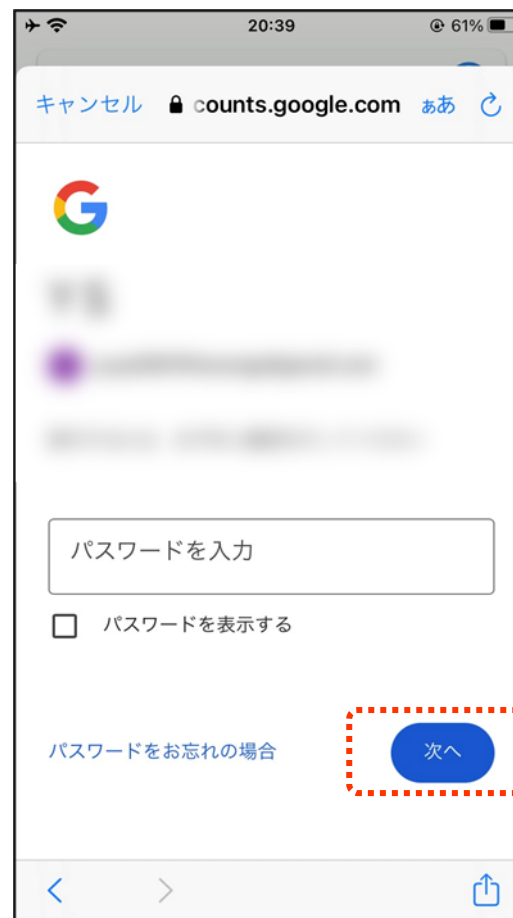 20:39
61%
キャンセル counts.google.com ぁあ
パスワードを入力
パスワードを表示する
パスワードをお忘れの場合 次へ